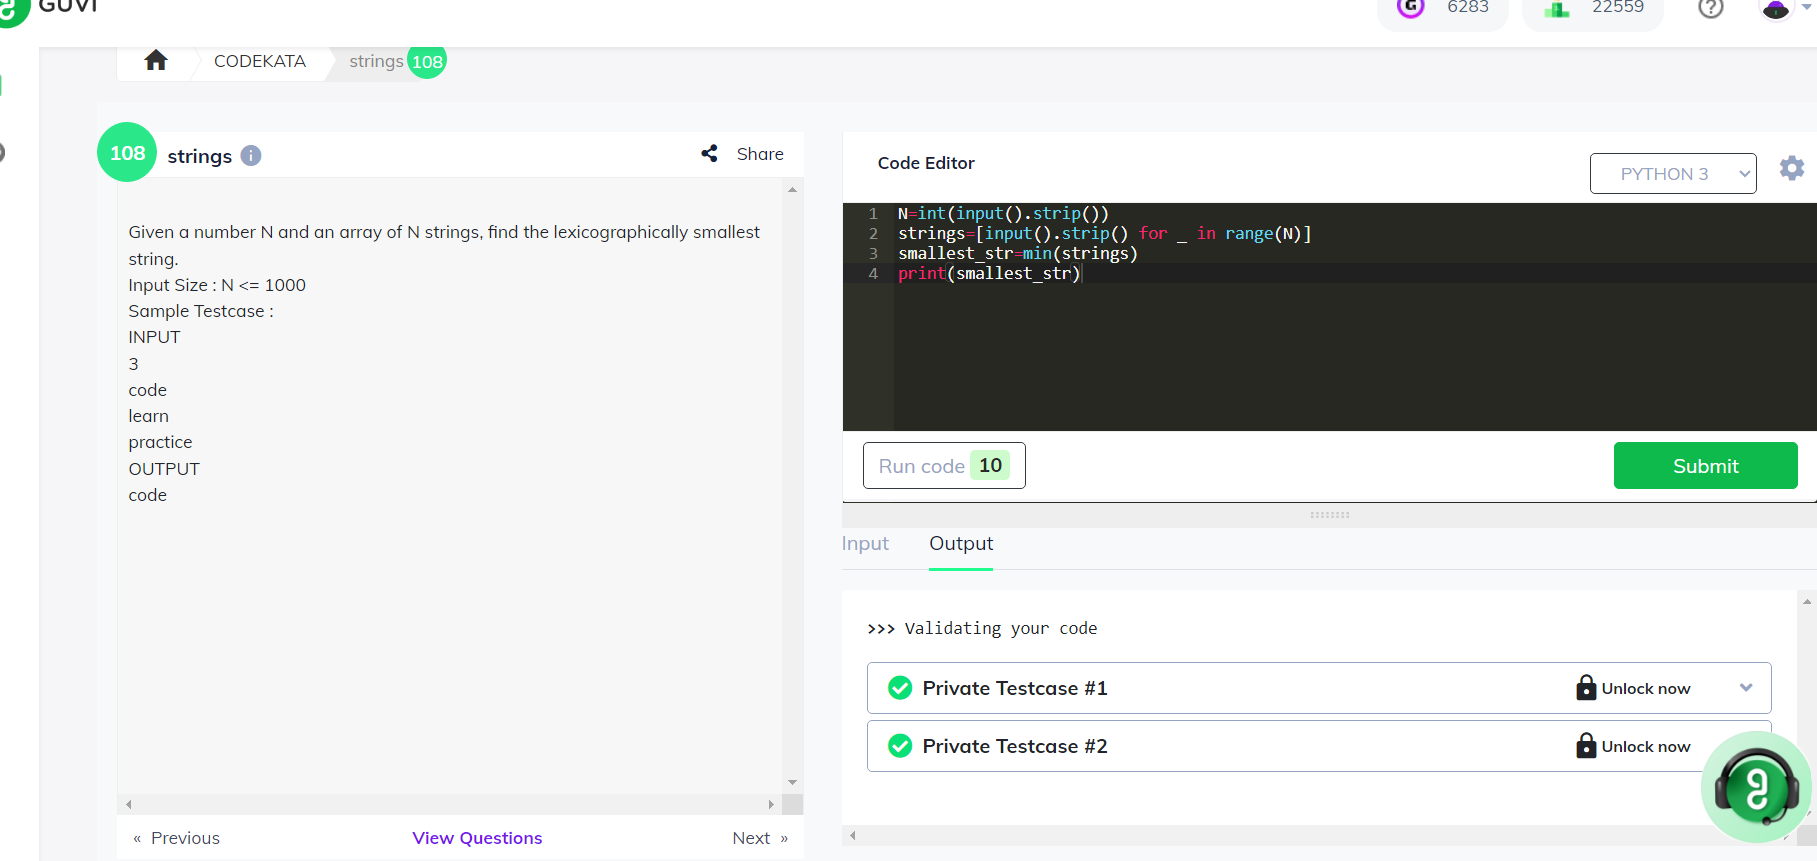 GUVI
6283
22559
CODEKATA
strings 108
108 strings
Share
Given a number N and an array of N strings, find the lexicographically smallest
string.
Input Size : N <= 1000
Sample Testcase :
INPUT
3
code
learn
practice
OUTPUT
code
« Previous
View Questions
Next »
Code Editor
PYTHON 3
1 N=int(input().strip())
2 strings=[input().strip() for _ in range(N)]
3 smallest_str=min(strings)
4 print(smallest_str)
Run code 10
Submit
Input
Output
>>> Validating your code
Private Testcase #1
Unlock now
Private Testcase #2
Unlock now